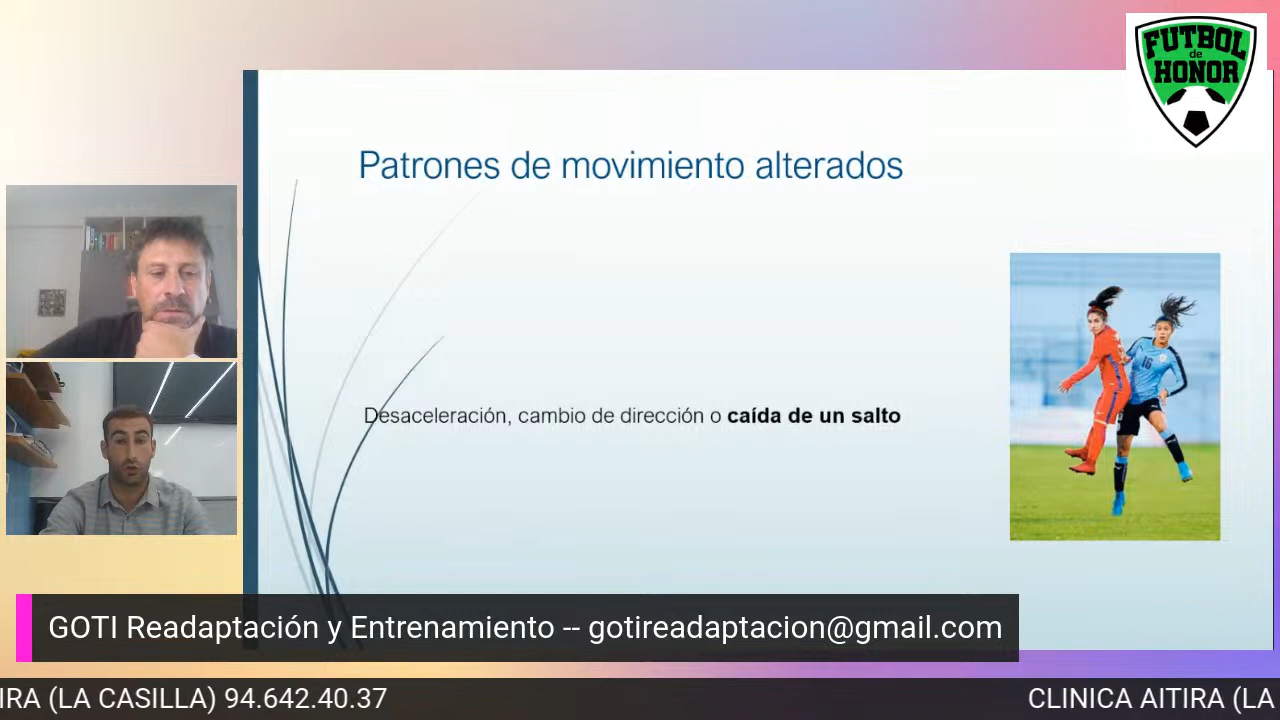 FUTBOL
de
HONOR
Patrones de movimiento alterados
16
Desaceleración, cambio de dirección o caída de un salto
GOTI Readaptación y Entrenamiento -- gotireadaptacion@gmail.com
IRA (LA CASILLA) 94.642.40.37
CLINICA AITIRA (LA